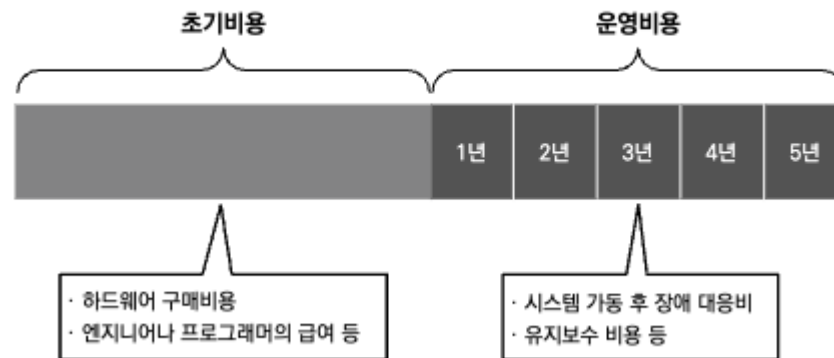 초기비용
운영비용
1년
2년
3년
4년
5년
· 하드웨어 구매비용
· 엔지니어나 프로그래머의 급여 등
· 시스템 가동 후 장애 대응비
· 유지보수 비용 등